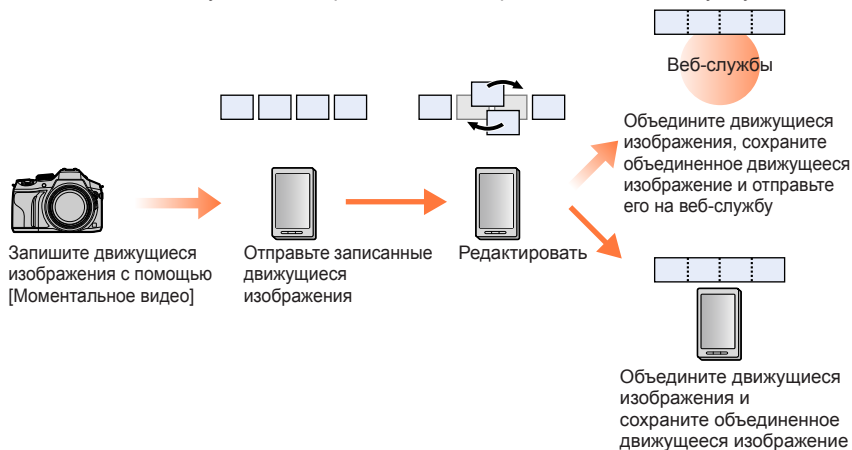 Веб-службы
Объедините движущиеся
изображения, сохраните
объединенное движущееся
изображение и отправьте
его на веб-службу
Запишите движущиеся
изображения с помощью
[Моментальное видео]
Отправьте записанные
движущиеся
изображения
Редактировать
Объедините движущиеся
изображения и
сохраните объединенное
движущееся изображение